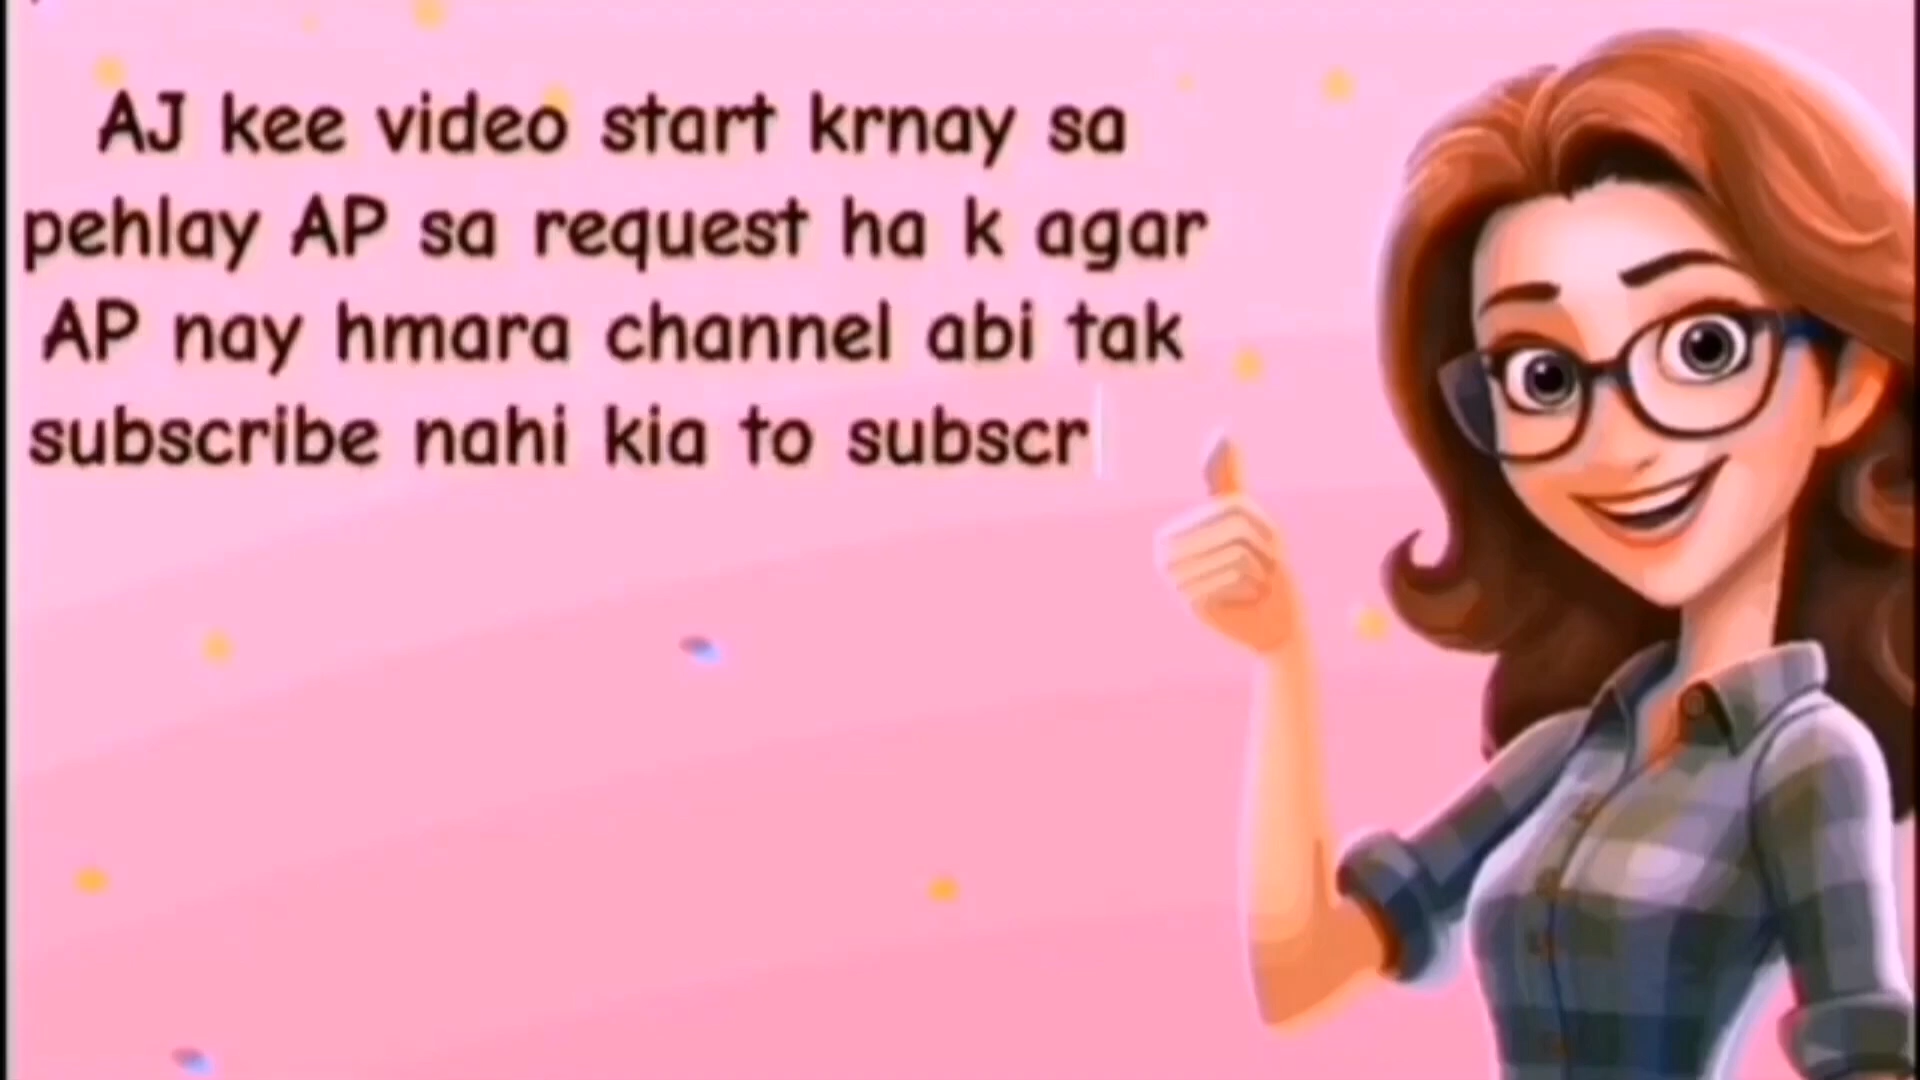 AJ kee video start krnay sa
pehlay AP sa request ha k agar
AP nay hmara channel abi tak
subscribe nahi kia to subscr